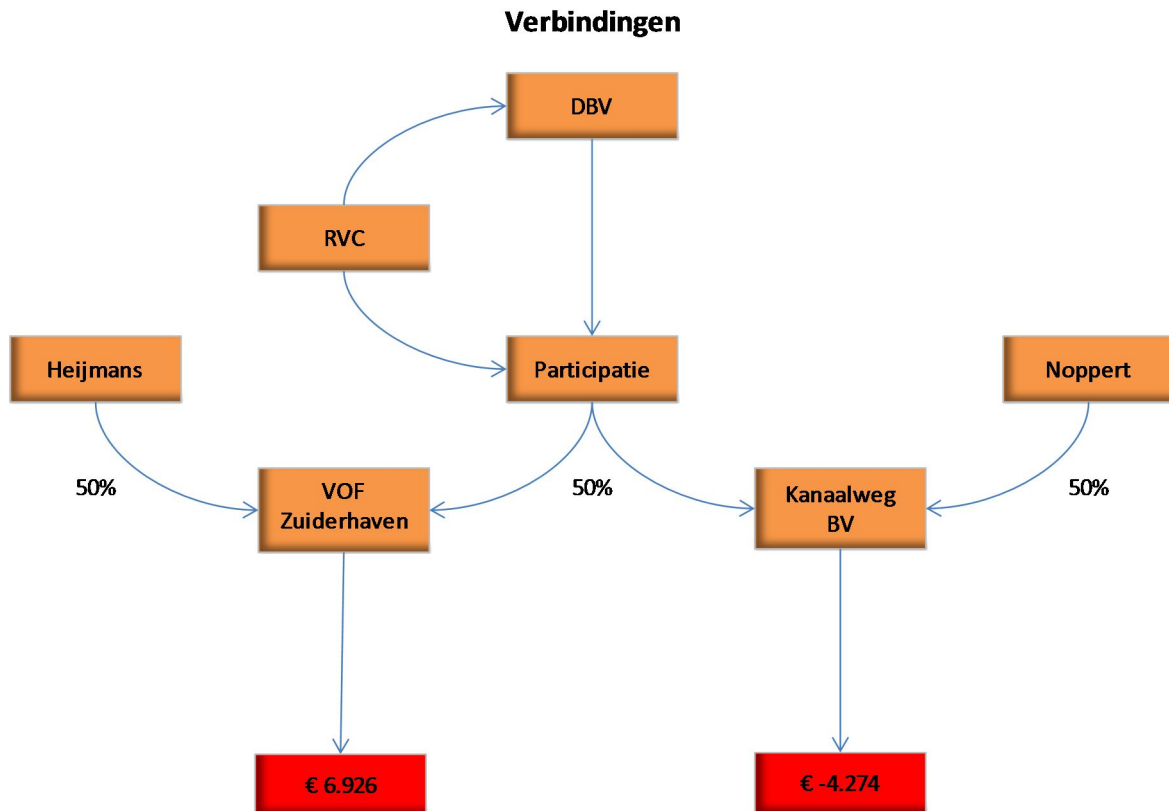 Verbindingen
DBV
RVC
Heijmans
Participatie
Noppert
50%
VOF
Zuiderhaven
50%
Kanaalweg
BV
50%
€ 6.926
€ -4.274